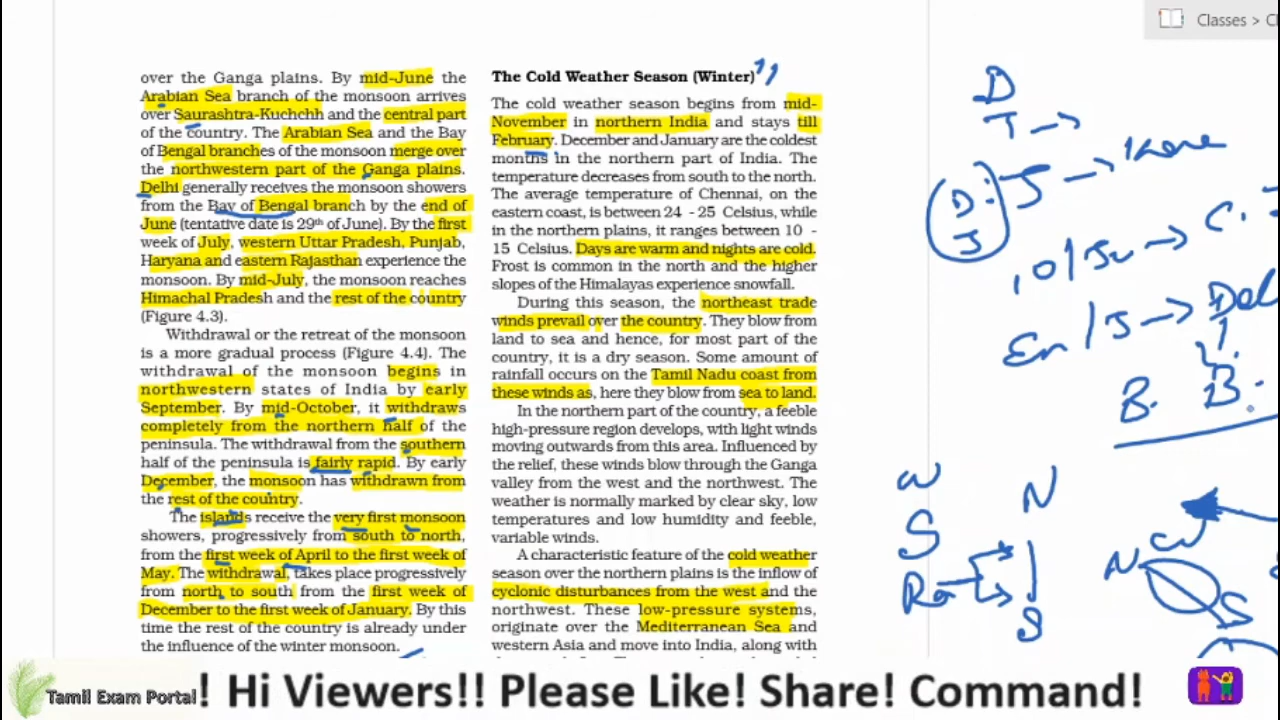 Classes > C
over the Ganga plains. By mid-June the
Arabian Sea branch of the monsoon arrives
over Saurashtra-Kuchchh and the central part
of the country. The Arabian Sea and the Bay
of Bengal branches of the monsoon merge over
the northwestern part of the Ganga plains.
Delhi generally receives the monsoon showers
from the Bay of Bengal branch by the end of
June (tentative date is 29th of June). By the first
week of July, western Uttar Pradesh, Punjab,
Haryana and eastern Rajasthan experience the
monsoon. By mid-July, the monsoon reaches
Himachal Pradesh and the rest of the country
(Figure 4.3).
Withdrawal or the retreat of the monsoon
is a more gradual process (Figure 4.4). The
withdrawal of the monsoon begins in
northwestern states of India by early
September. By mid-October, it withdraws
completely from the northern half of the
peninsula. The withdrawal from the southern
half of the peninsula is fairly rapid. By early
December, the monsoon has withdrawn from
the rest of the country.
The islands receive the very first monsoon
showers, progressively from south to north,
from the first week of April to the first week of
May. The withdrawal, takes place progressively
from north to south from the first week of
December to the first week of January. By this
time the rest of the country is already under
the influence of the winter monsoon.
The Cold Weather Season (Winter)
The cold weather season begins from mid-
November in northern India and stays till
February. December and January are the coldest
months in the northern part of India. The
temperature decreases from south to the north.
The average temperature of Chennai, on the
eastern coast, is between 24 - 25 Celsius, while
in the northern plains, it ranges between 10 -
15 Celsius. Days are warm and nights are cold.
Frost is common in the north and the higher
slopes of the Himalayas experience snowfall.
During this season, the northeast trade
winds prevail over the country. They blow from
land to sea and hence, for most part of the
country, it is a dry season. Some amount of
rainfall occurs on the Tamil Nadu coast from
these winds as, here they blow from sea to land.
In the northern part of the country, a feeble
high-pressure region develops, with light winds
moving outwards from this area. Influenced by
the relief, these winds blow through the Ganga
valley from the west and the northwest. The
weather is normally marked by clear sky, low
temperatures and low humidity and feeble,
variable winds.
A characteristic feature of the cold weather
season over the northern plains is the inflow of
cyclonic disturbances from the west and the
northwest. These low-pressure systems,
originate over the Mediterranean Sea and
western Asia and move into India, along with
D
J
D.
J
Del
B. B.
W
S
N
S
N
W
S
Tamil Exam Portal
! Hi Viewers!! Please Like! Share! Command!